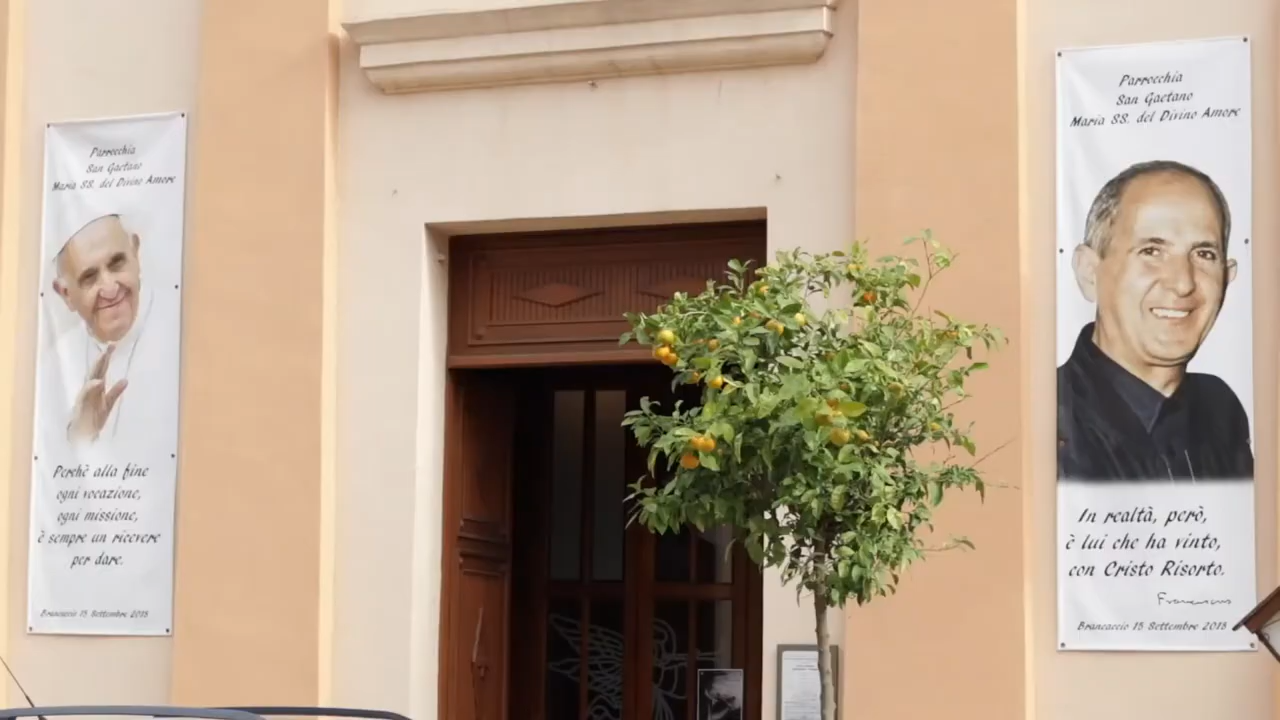 Parrocchia
San Gaetano
Maria SS. del Divino Amore
Perchè alla fine
ogni vocazione,
ogni missione,
è sempre un ricevere
per dare.
Brancaccio 15 Settembre 2018
Parrocchia
San Gaetano
Maria SS. del Divino Amore
In realtà, però,
è lui che ha vinto,
con Cristo Risorto.
Francesco
Brancaccio 15 Settembre 2018